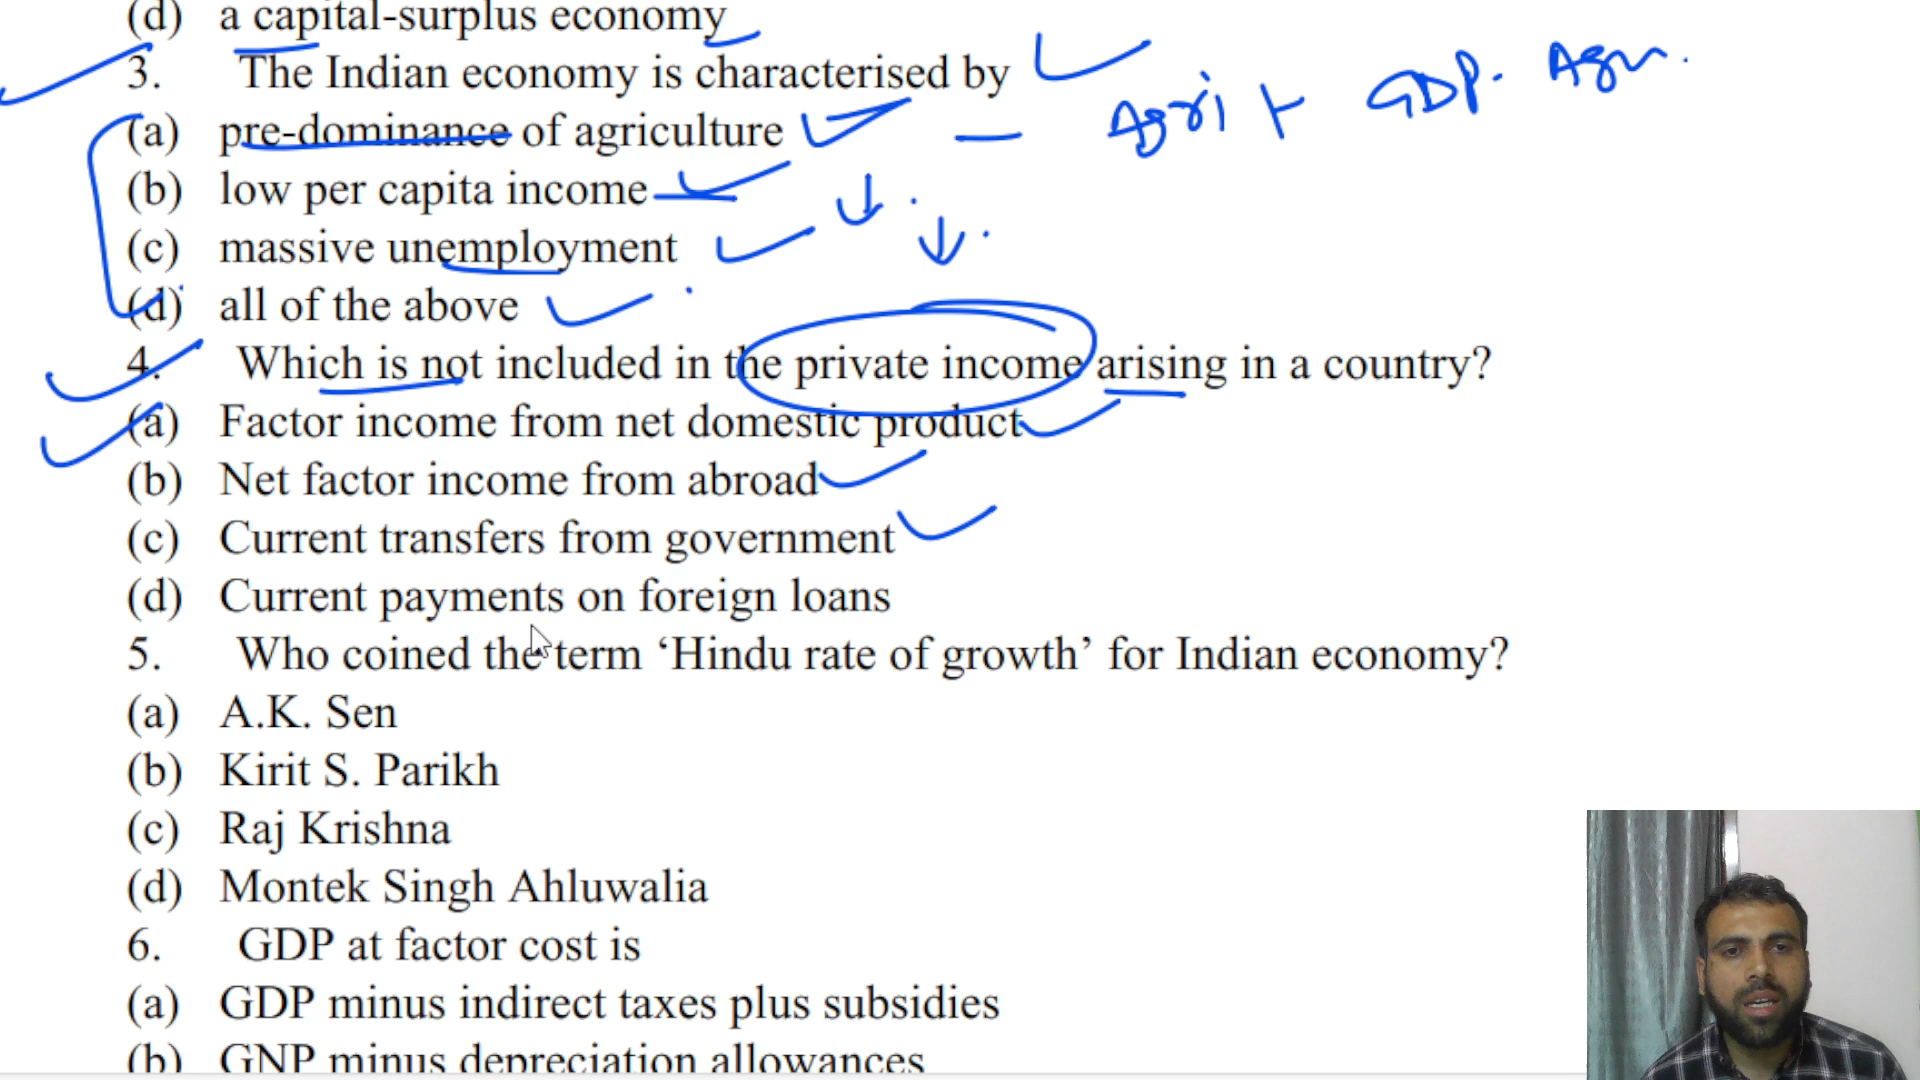 (d) a capital-surplus economy
3. The Indian economy is characterised by
(a) pre-dominance of agriculture — Agri + GDP. Agri.
(b) low per capita income
(c) massive unemployment
(d) all of the above
4. Which is not included in the private income arising in a country?
(a) Factor income from net domestic product
(b) Net factor income from abroad
(c) Current transfers from government
(d) Current payments on foreign loans
5. Who coined the term ‘Hindu rate of growth’ for Indian economy?
(a) A.K. Sen
(b) Kirit S. Parikh
(c) Raj Krishna
(d) Montek Singh Ahluwalia
6. GDP at factor cost is
(a) GDP minus indirect taxes plus subsidies
(b) GNP minus depreciation allowances